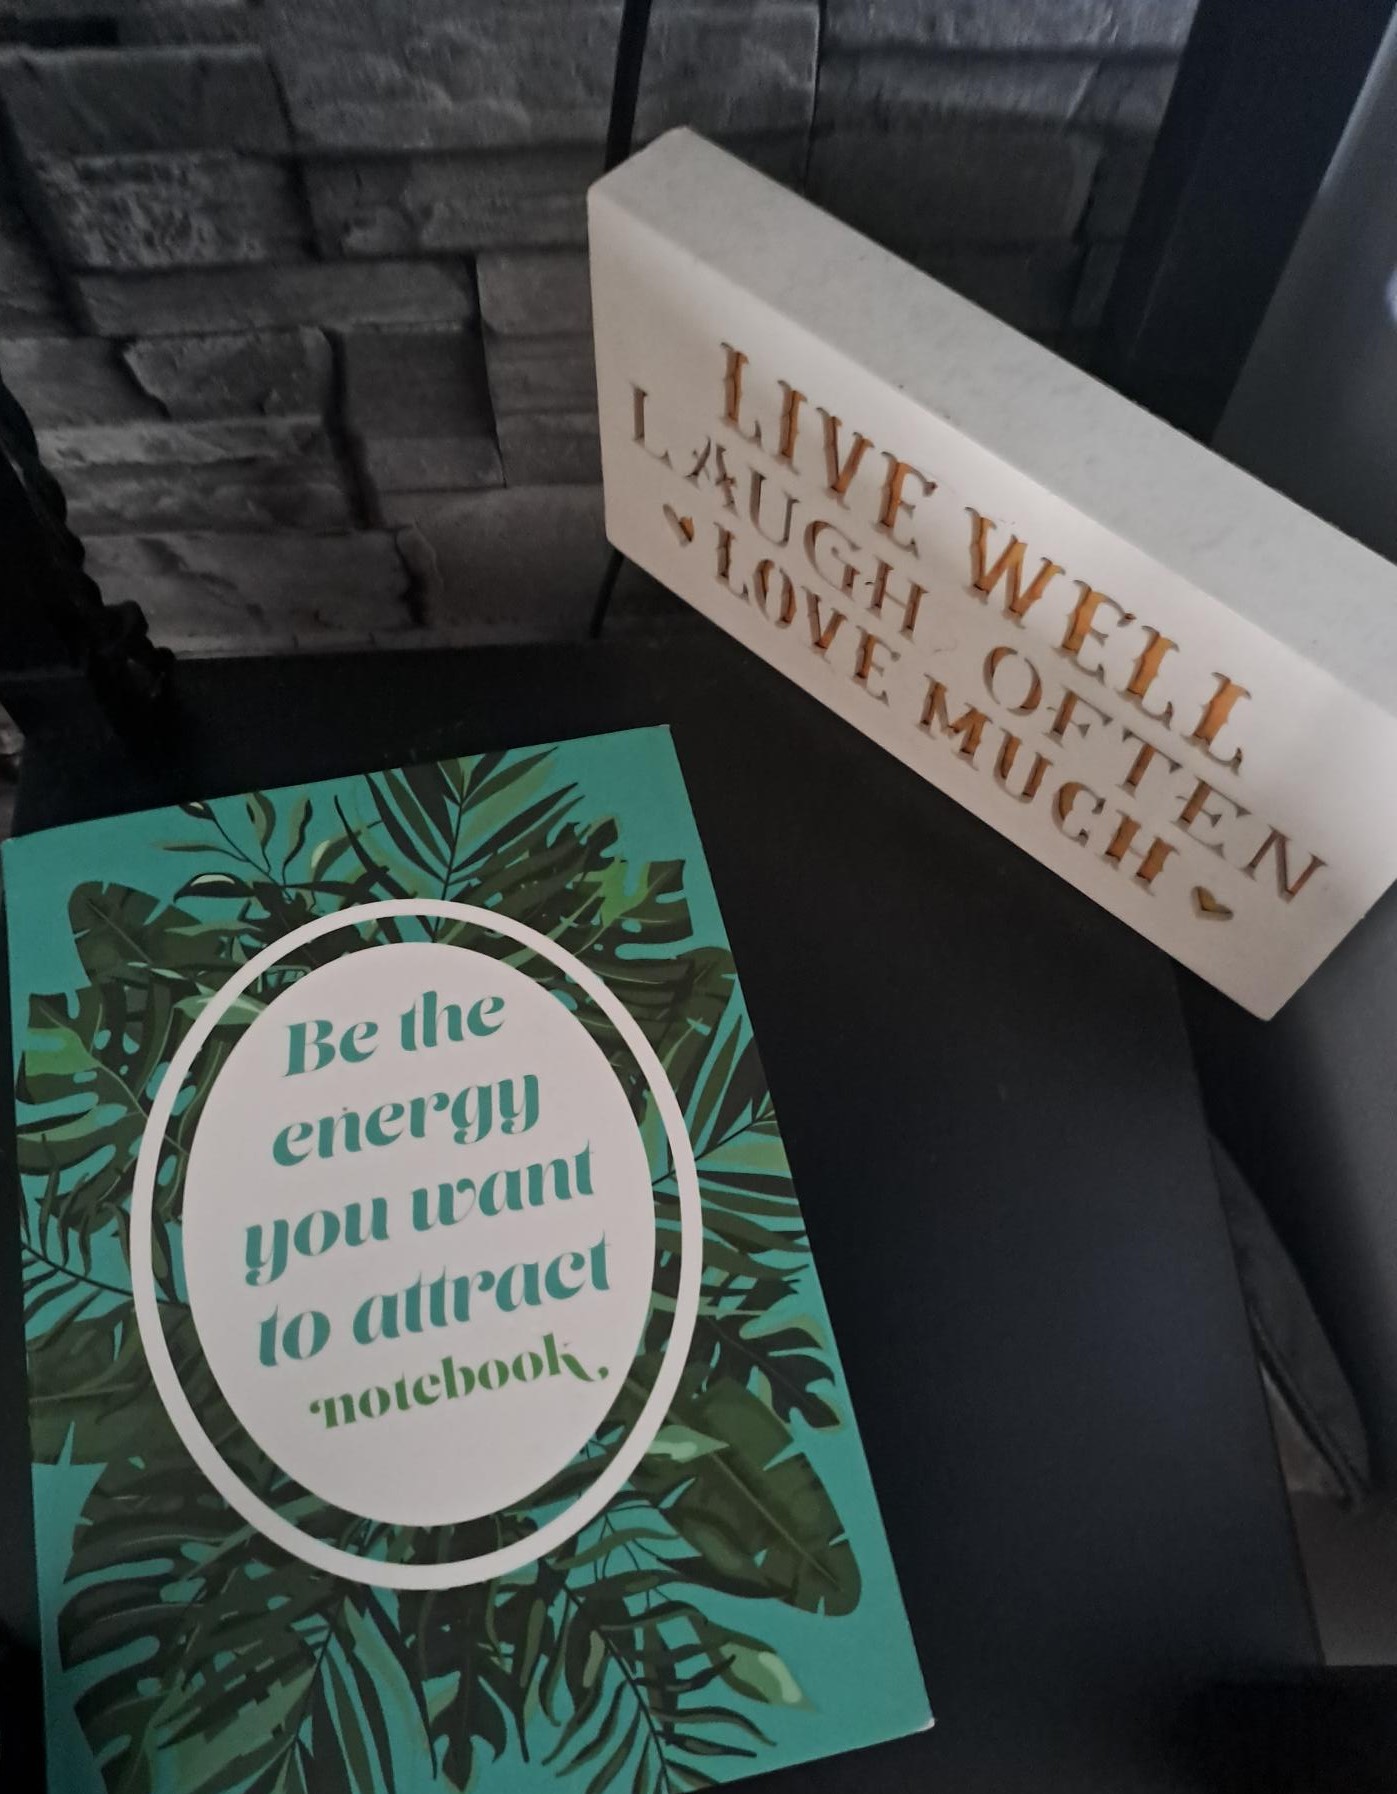 LIVE WELL
LAUGH OFTEN
LOVE MUCH
Be the
energy
you want
to attract
notebook